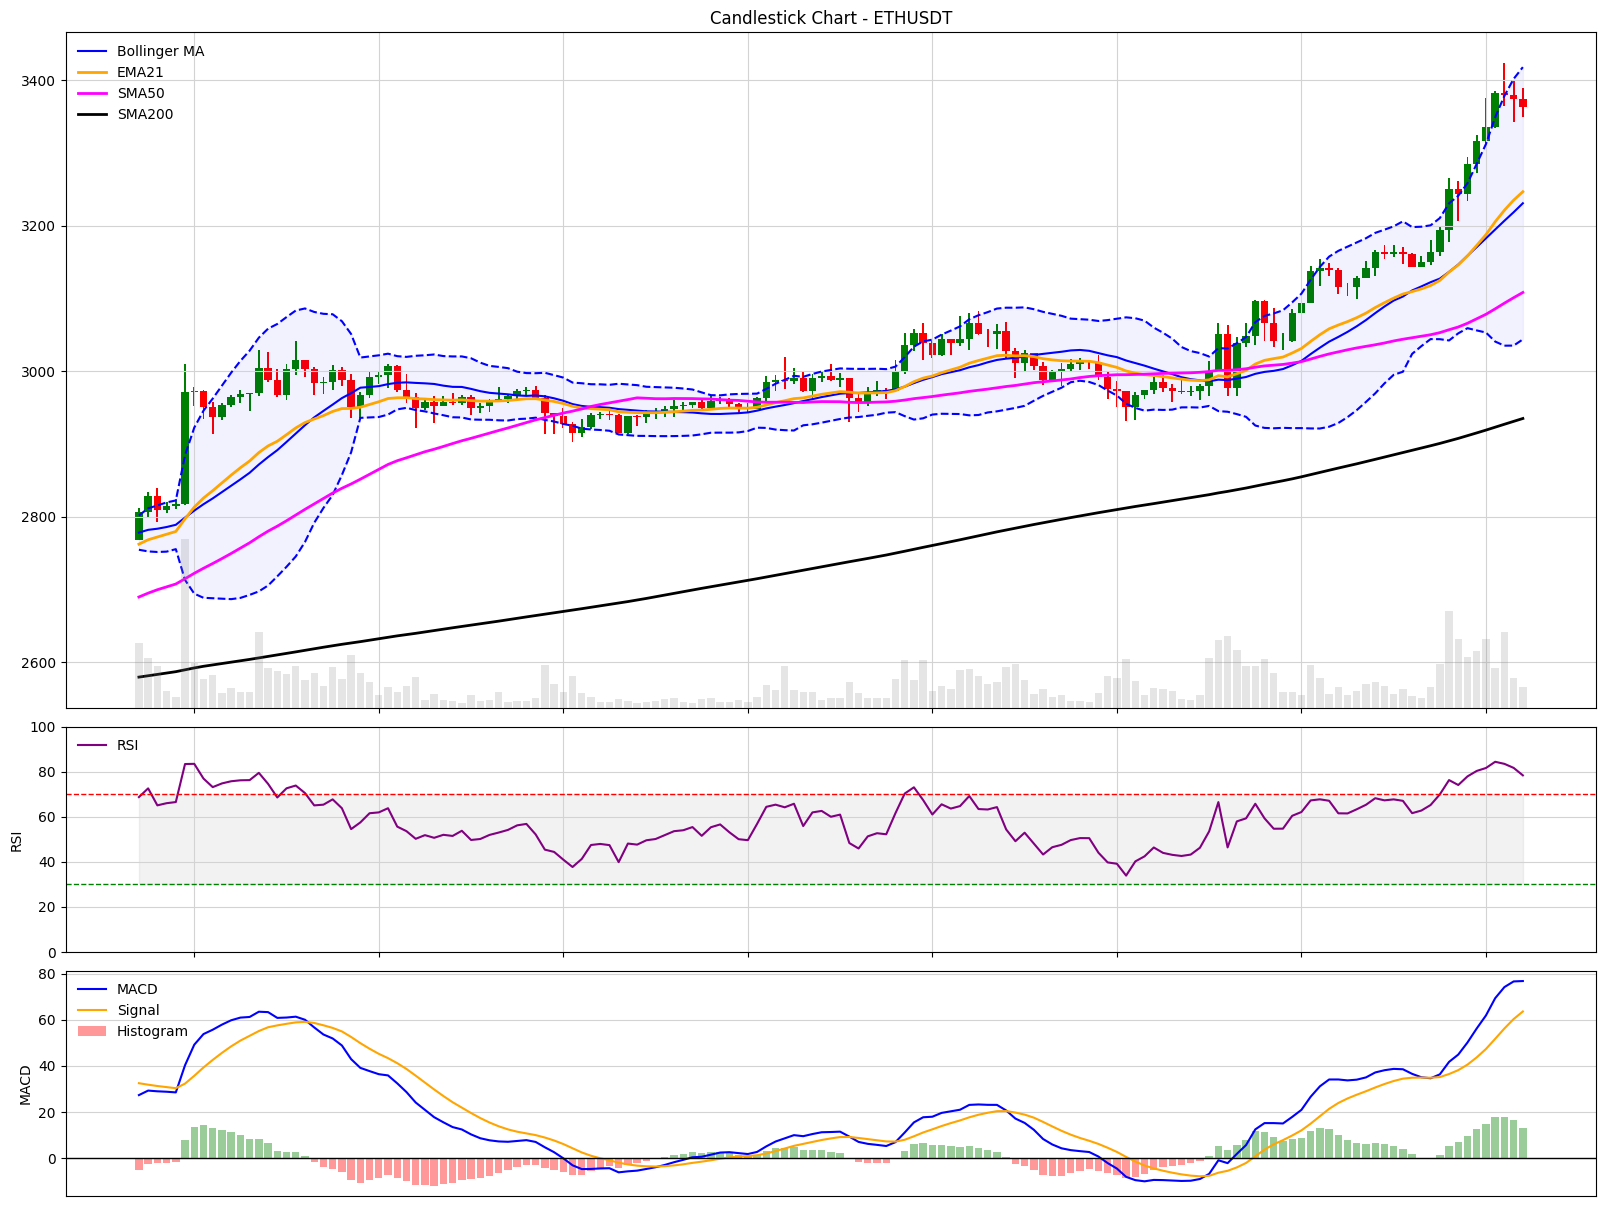 Candlestick Chart - ETHUSDT
Bollinger MA
EMA21
SMA50
SMA200
3400
3200
3000
2800
2600
RSI
100
80
60
40
20
0
RSI
MACD
Signal
Histogram
80
60
40
20
0
MACD